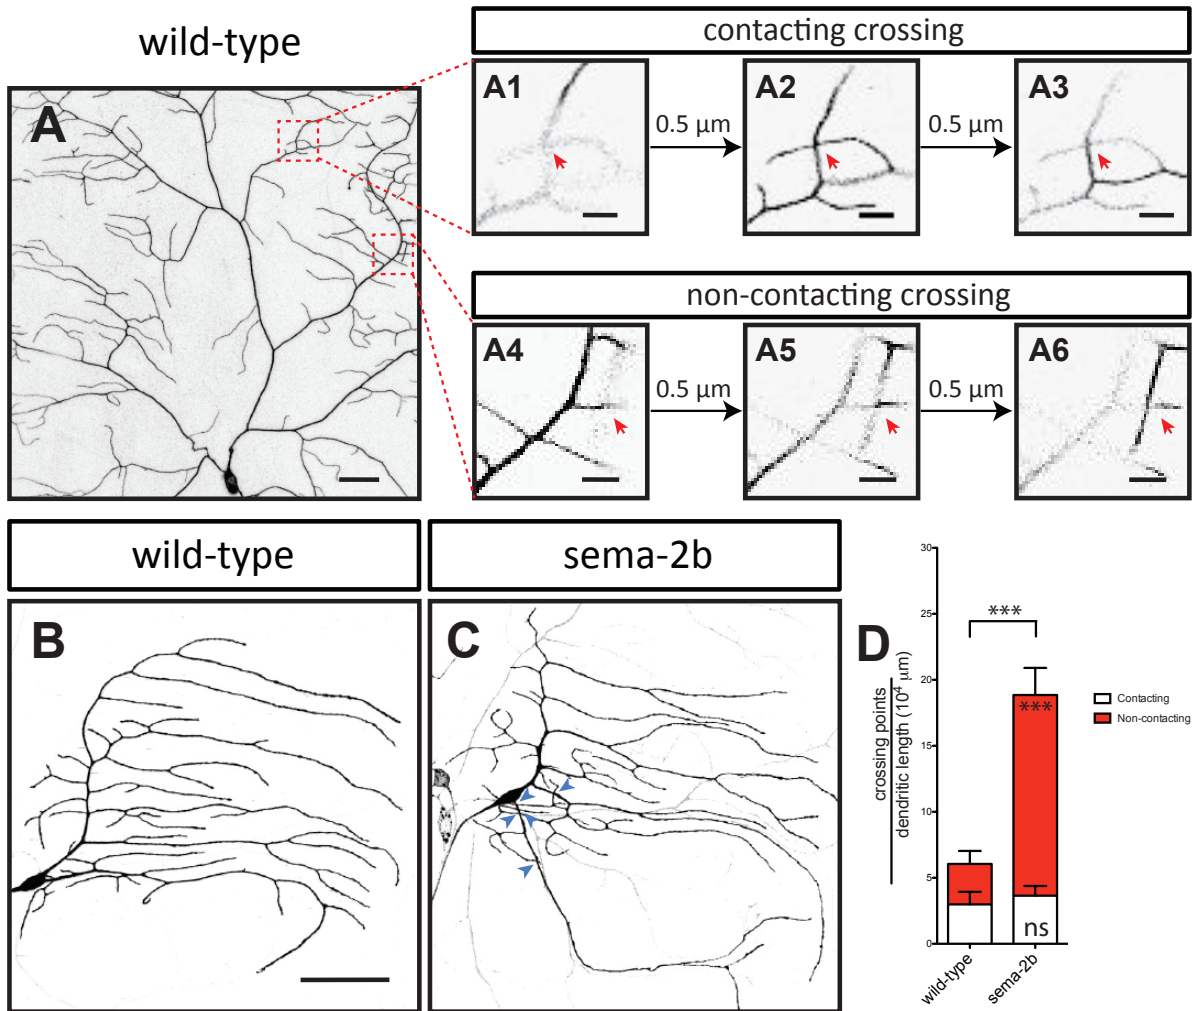 wild-type
contacting crossing
A
A1
0.5 µm
A2
0.5 µm
A3
non-contacting crossing
A4
0.5 µm
A5
0.5 µm
A6
wild-type
sema-2b
B
C
D
crossing points
dendritic length (10⁴ µm)
30
25
20
15
10
5
0
***
***
ns
wild-type
sema-2b
Contacting
Non-contacting